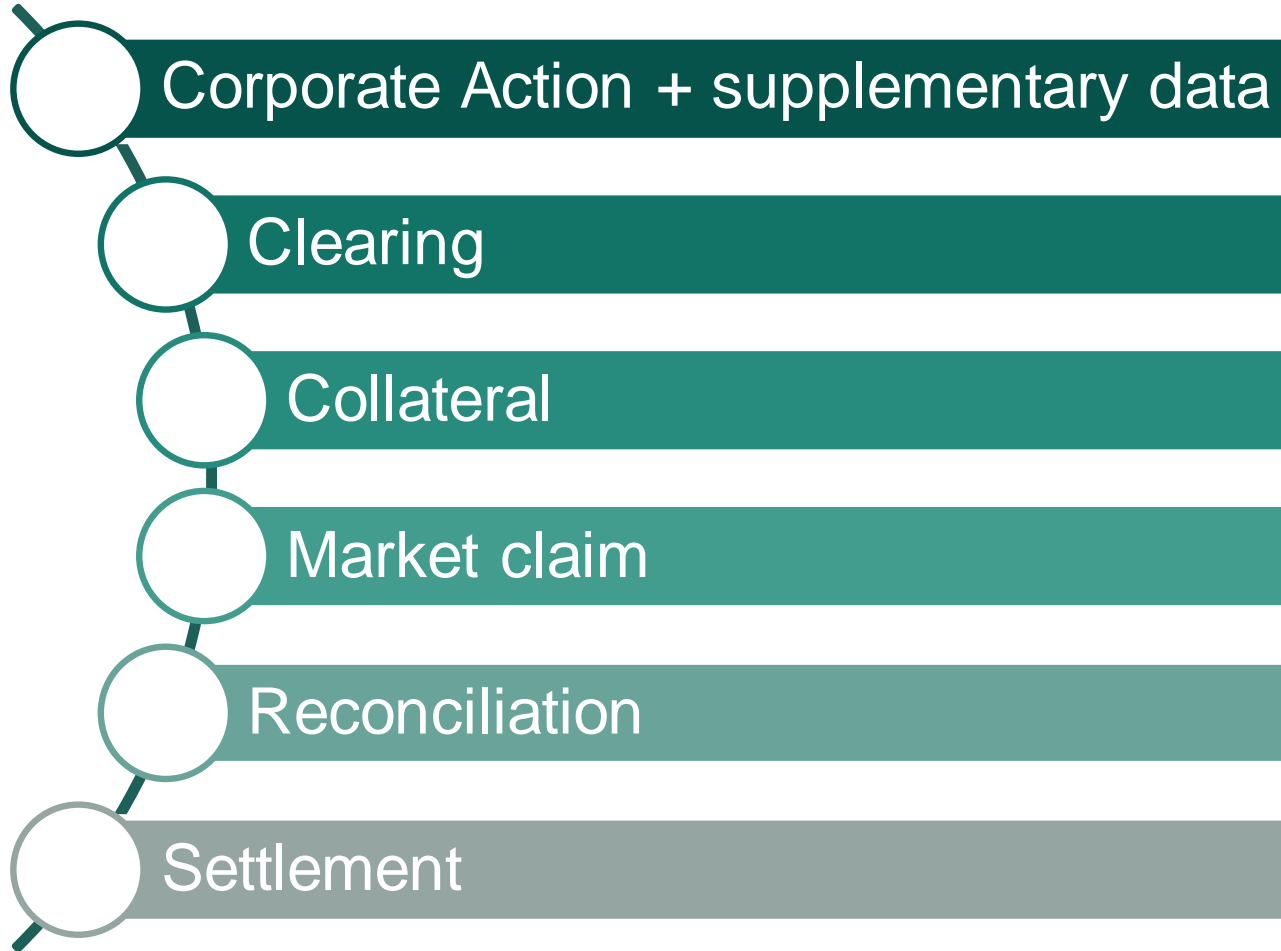 Corporate Action + supplementary data
Clearing
Collateral
Market claim
Reconciliation
Settlement